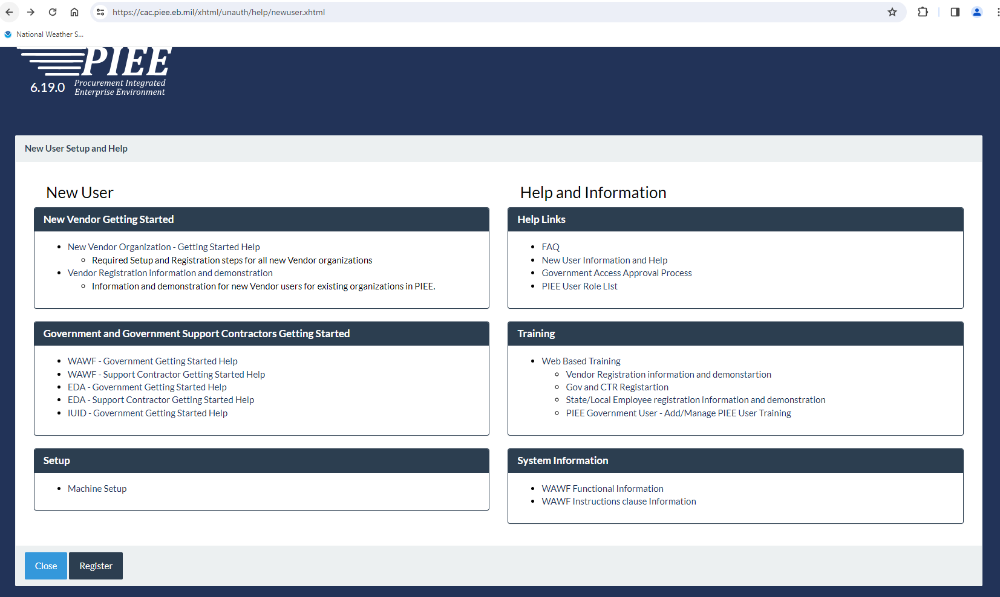 https://cac.piee.eb.mil/xhtml/unauth/help/newuser.xhtml
National Weather S...
PIEE
6.19.0
Procurement Integrated
Enterprise Environment
New User Setup and Help
New User
New Vendor Getting Started
New Vendor Organization - Getting Started Help
Required Setup and Registration steps for all new Vendor organizations
Vendor Registration information and demonstration
Information and demonstration for new Vendor users for existing organizations in PIEE.
Government and Government Support Contractors Getting Started
WAWF - Government Getting Started Help
WAWF - Support Contractor Getting Started Help
EDA - Government Getting Started Help
EDA - Support Contractor Getting Started Help
IUID - Government Getting Started Help
Setup
Machine Setup
Help and Information
Help Links
FAQ
New User Information and Help
Government Access Approval Process
PIEE User Role LIst
Training
Web Based Training
Vendor Registration information and demonstartion
Gov and CTR Registartion
State/Local Employee registration information and demonstration
PIEE Government User - Add/Manage PIEE User Training
System Information
WAWF Functional Information
WAWF Instructions clause Information
Close
Register